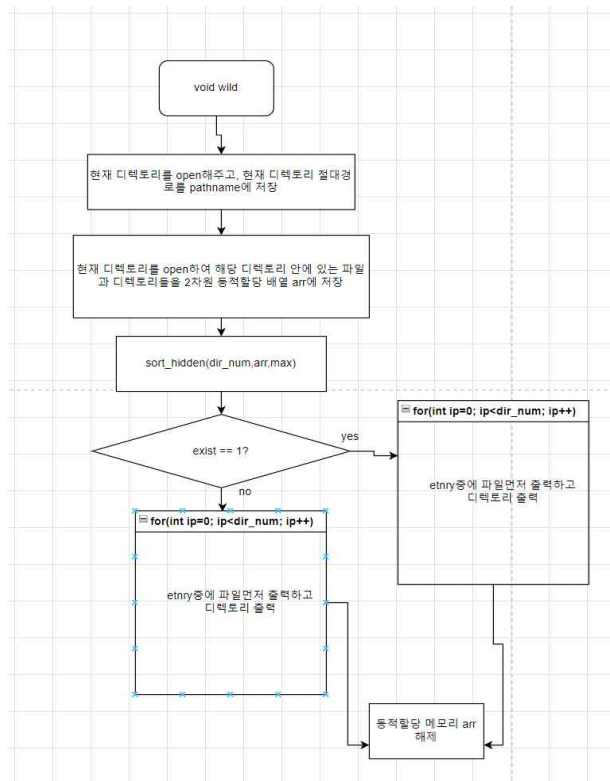 void wild
현재 디렉토리를 open해주고, 현재 디렉토리 절대경
로를 pathname에 저장
현재 디렉토리를 open하여 해당 디렉토리 안에 있는 파일
과 디렉토리들을 2차원 동적할당 배열 arr에 저장
sort_hidden(dir_num,arr,max)
exist == 1?
yes
for(int ip=0; ip<dir_num; ip++)
etnry중에 파일먼저 출력하고
디렉토리 출력
no
for(int ip=0; ip<dir_num; ip++)
etnry중에 파일먼저 출력하고
디렉토리 출력
동적할당 메모리 arr
해제